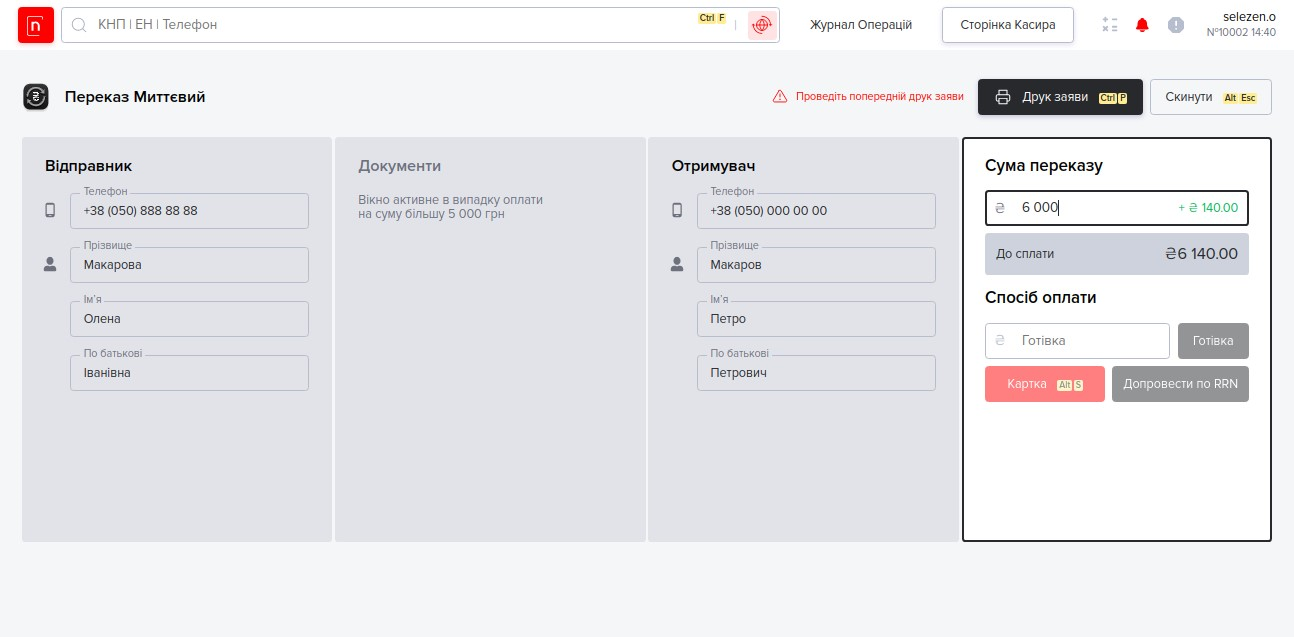 n
КНП | ЕН | Телефон
Ctrl F
Журнал Операцій
Сторінка Касира
selezen.o
№10002 14:40
Переказ Миттєвий
Проведіть попередній друк заяви
Друк заяви Ctrl P
Скинути Alt Esc
Відправник
Телефон
+38 (050) 888 88 88
Прізвище
Макарова
Ім'я
Олена
По батькові
Іванівна
Документи
Вікно активне в випадку оплати
на суму більшу 5 000 грн
Отримувач
Телефон
+38 (050) 000 00 00
Прізвище
Макаров
Ім'я
Петро
По батькові
Петрович
Сума переказу
₴ 6 000 + ₴ 140.00
До сплати ₴6 140.00
Спосіб оплати
₴ Готівка
Готівка
Картка Alt S
Допровести по RRN